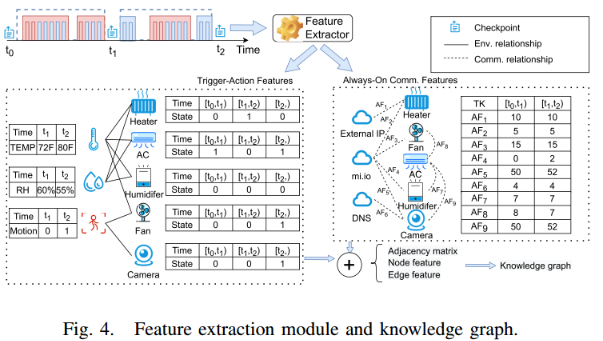 t0 t1 t2 Time
Feature
Extractor
Checkpoint
Env. relationship
Comm. relationship
Trigger-Action Features
Always-On Comm. Features
Time t1 t2
TEMP 72F 80F
Time t1 t2
RH 60% 55%
Time t1 t2
Motion 0 1
Heater
Time [t0,t1) [t1,t2) [t2,)
State 0 1 0
AC
Time [t0,t1) [t1,t2) [t2,)
State 1 0 1
Humidifer
Time [t0,t1) [t1,t2) [t2,)
State 0 0 0
Fan
Time [t0,t1) [t1,t2) [t2,)
State 0 0 1
Camera
Time [t0,t1) [t1,t2) [t2,)
State 0 0 1
External IP
mi.io
DNS
Heater
Fan
AC
Humidifer
Camera
AF1
AF4
AF9
TK [t0,t1) [t1,t2)
AF1 10 10
AF2 5 5
AF3 15 15
AF4 0 2
AF5 50 52
AF6 4 4
AF7 7 7
AF8 8 7
AF9 50 52
Adjacency matrix
Node feature
Edge feature
Knowledge graph
Fig. 4. Feature extraction module and knowledge graph.